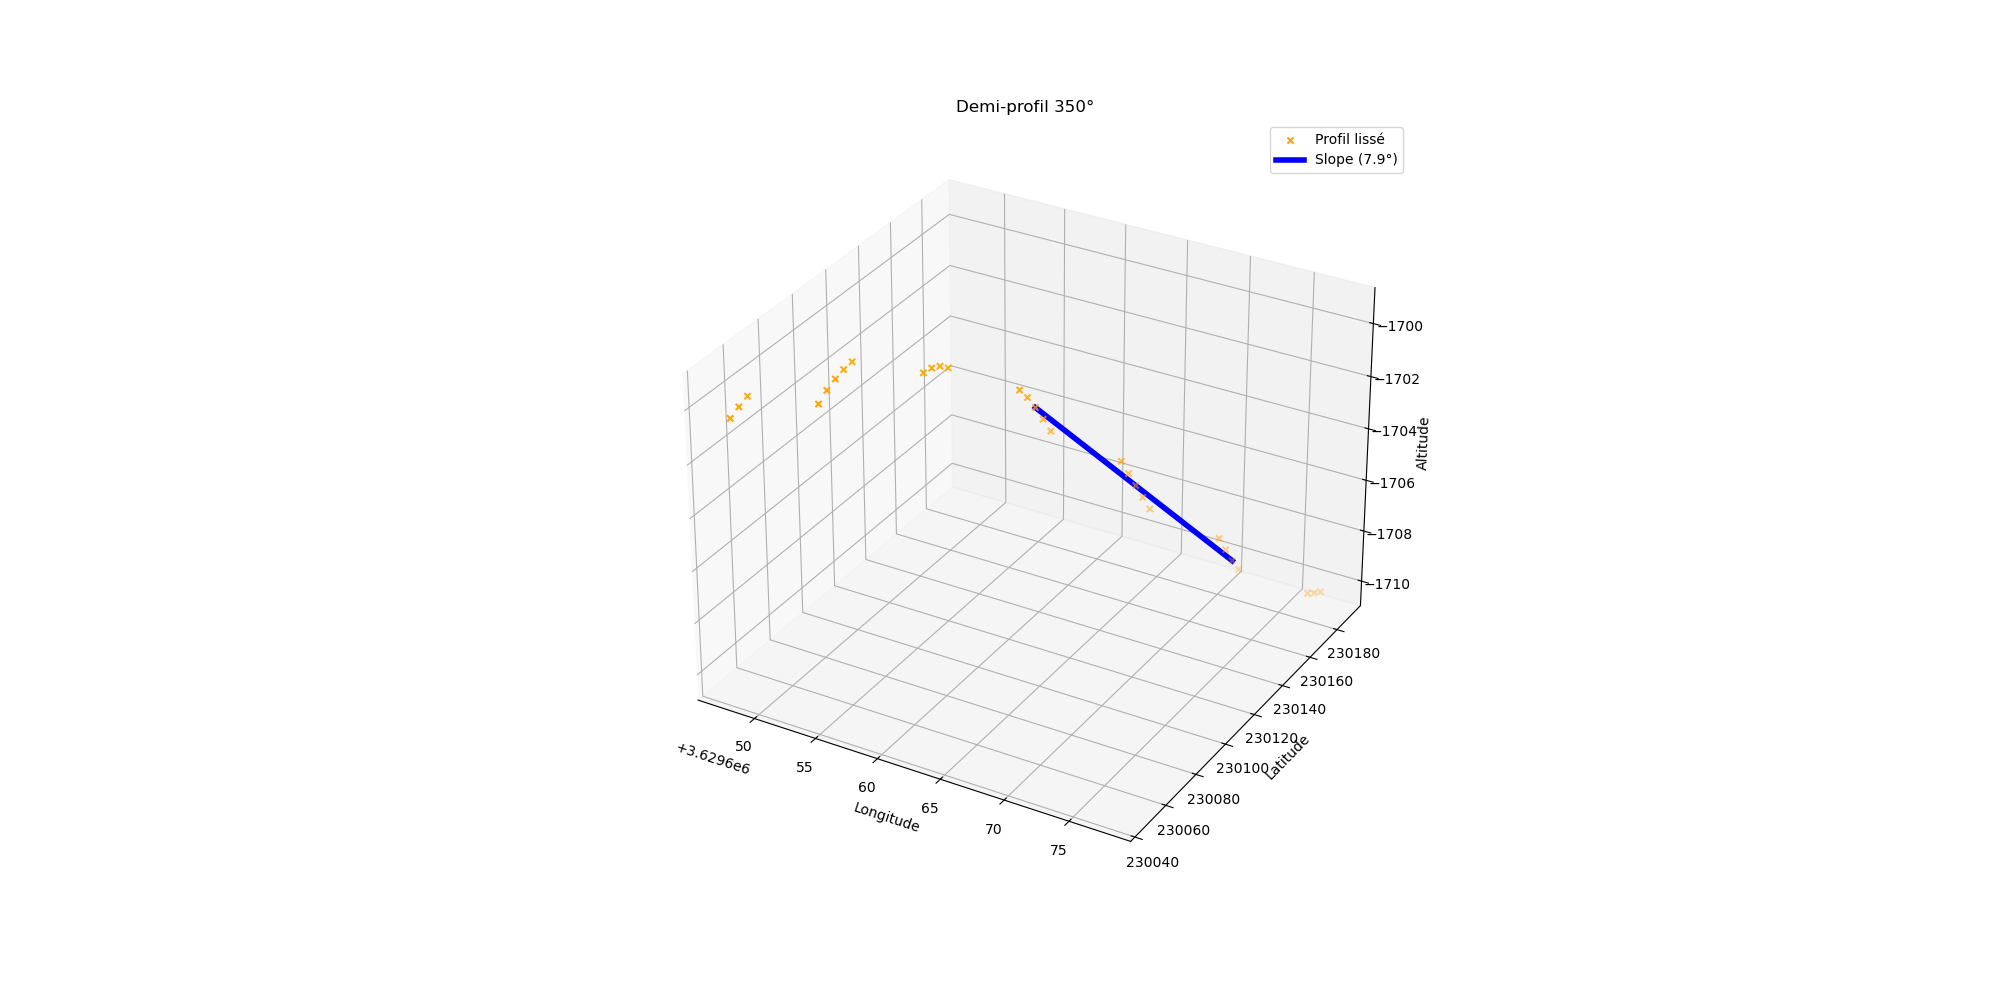 Demi-profil 350°
Profil lissé
Slope (7.9°)
−1700
−1702
−1704
−1706
−1708
−1710
Altitude
230180
230160
230140
230120
230100
230080
230060
230040
Latitude
50
55
60
65
70
75
+3.6296e6
Longitude